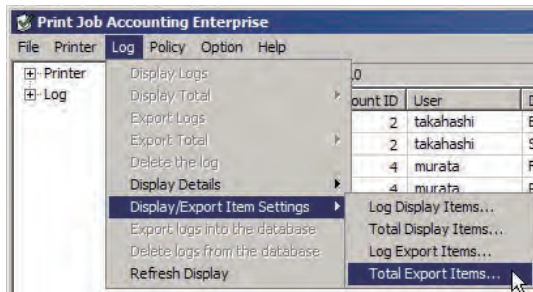 Print Job Accounting Enterprise
File Printer Log Policy Option Help
Printer
Log
Display Logs
Display Total
Export Logs
Export Total
Delete the log
Display Details
Display/Export Item Settings
Export logs into the database
Delete logs from the database
Refresh Display
.0
ount ID User
2 takahashi
2 takahashi
4 murata
4 murata
Log Display Items...
Total Display Items...
Log Export Items...
Total Export Items...